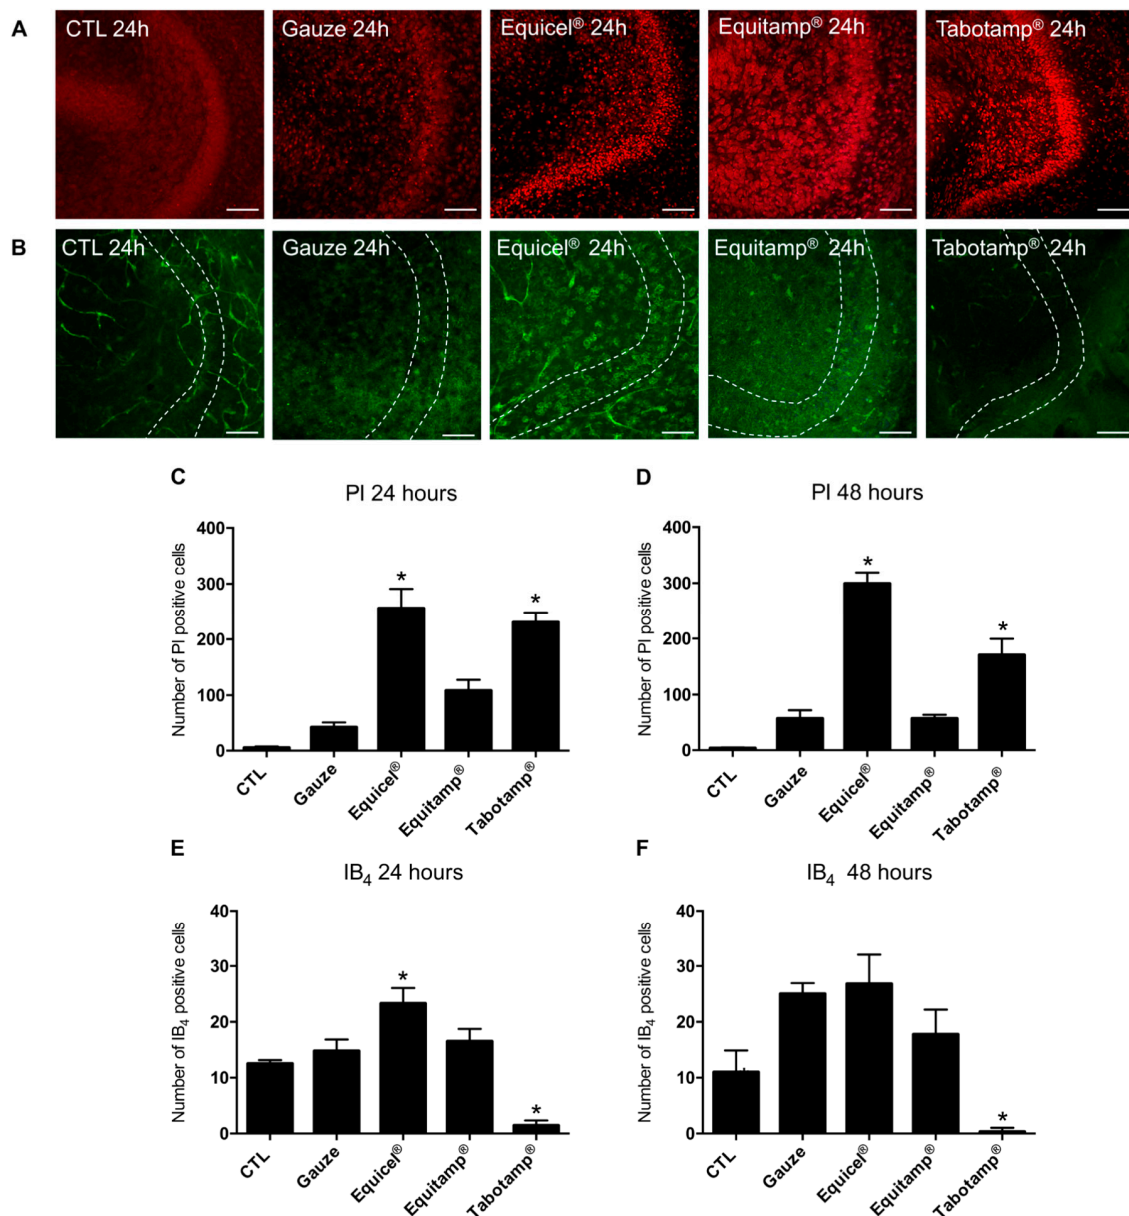 A
CTL 24h
Gauze 24h
Equicel® 24h
Equitamp® 24h
Tabotamp® 24h
B
CTL 24h
Gauze 24h
Equicel® 24h
Equitamp® 24h
Tabotamp® 24h
C
PI 24 hours
Number of PI positive cells
400
300
200
100
0
*
*
CTL
Gauze
Equicel®
Equitamp®
Tabotamp®
D
PI 48 hours
Number of PI positive cells
400
300
200
100
0
*
*
CTL
Gauze
Equicel®
Equitamp®
Tabotamp®
E
IB₄ 24 hours
Number of IB₄ positive cells
40
30
20
10
0
*
*
CTL
Gauze
Equicel®
Equitamp®
Tabotamp®
F
IB₄ 48 hours
Number of IB₄ positive cells
40
30
20
10
0
*
CTL
Gauze
Equicel®
Equitamp®
Tabotamp®